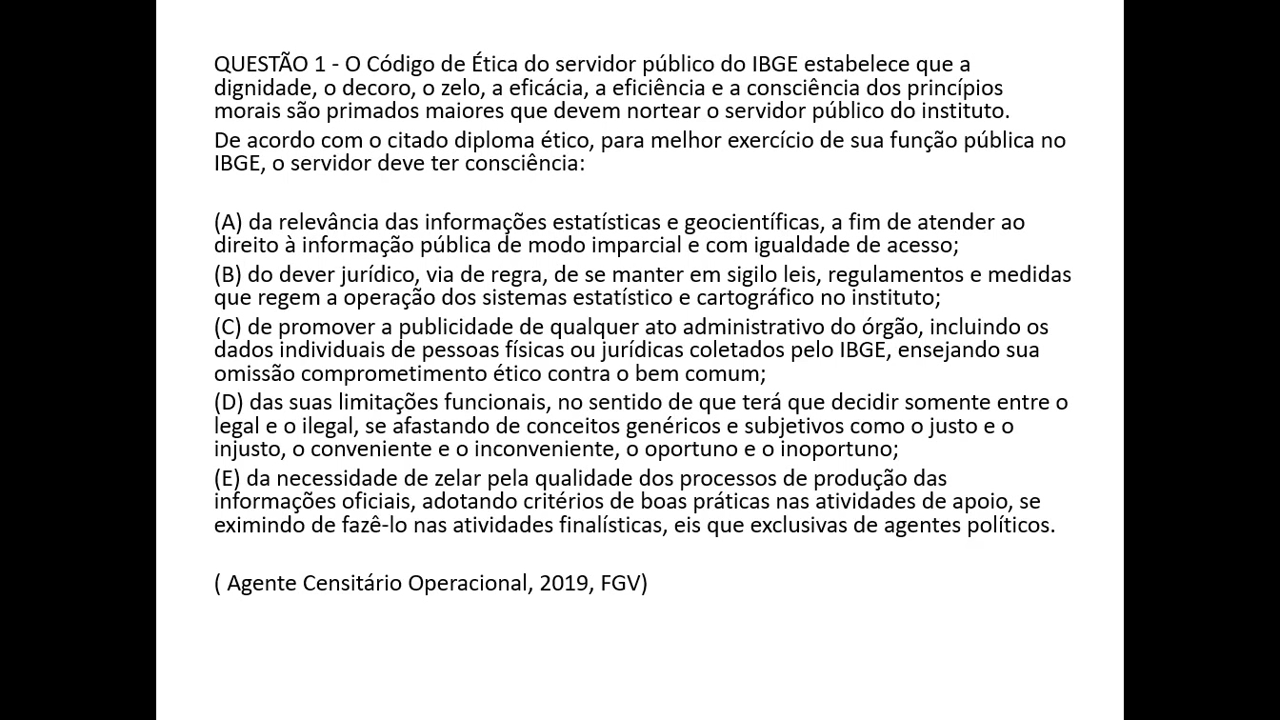 QUESTÃO 1 - O Código de Ética do servidor público do IBGE estabelece que a
dignidade, o decoro, o zelo, a eficácia, a eficiência e a consciência dos princípios
morais são primados maiores que devem nortear o servidor público do instituto.
De acordo com o citado diploma ético, para melhor exercício de sua função pública no
IBGE, o servidor deve ter consciência:
(A) da relevância das informações estatísticas e geocientíficas, a fim de atender ao
direito à informação pública de modo imparcial e com igualdade de acesso;
(B) do dever jurídico, via de regra, de se manter em sigilo leis, regulamentos e medidas
que regem a operação dos sistemas estatístico e cartográfico no instituto;
(C) de promover a publicidade de qualquer ato administrativo do órgão, incluindo os
dados individuais de pessoas físicas ou jurídicas coletados pelo IBGE, ensejando sua
omissão comprometimento ético contra o bem comum;
(D) das suas limitações funcionais, no sentido de que terá que decidir somente entre o
legal e o ilegal, se afastando de conceitos genéricos e subjetivos como o justo e o
injusto, o conveniente e o inconveniente, o oportuno e o inoportuno;
(E) da necessidade de zelar pela qualidade dos processos de produção das
informações oficiais, adotando critérios de boas práticas nas atividades de apoio, se
eximindo de fazê-lo nas atividades finalísticas, eis que exclusivas de agentes políticos.
( Agente Censitário Operacional, 2019, FGV)